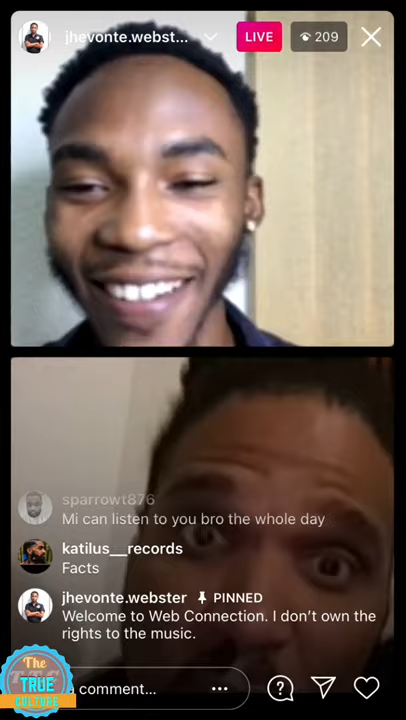 jhevonte.webst...
LIVE
209
sparrowt876
Mi can listen to you bro the whole day
katilus__records
Facts
jhevonte.webster PINNED
Welcome to Web Connection. I don't own the
rights to the music.
The
TRUE
CULTURE
a comment...